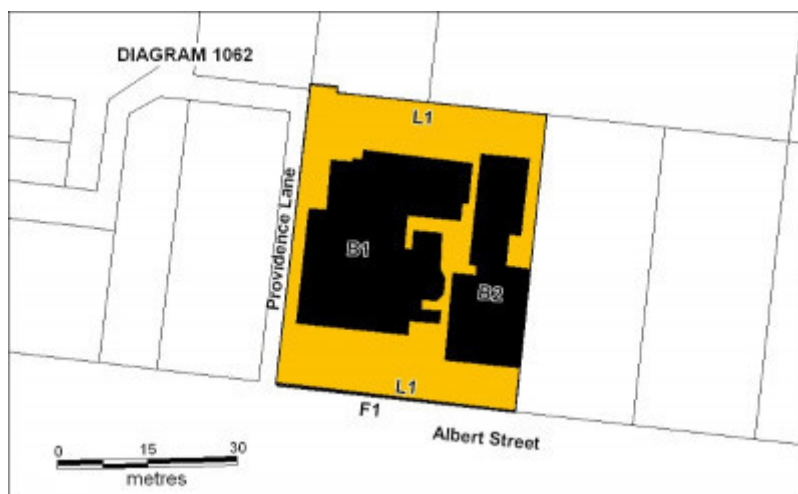 DIAGRAM 1062
L1
Providence Lane
B1
B2
L1
F1
Albert Street
0 15 30
metres